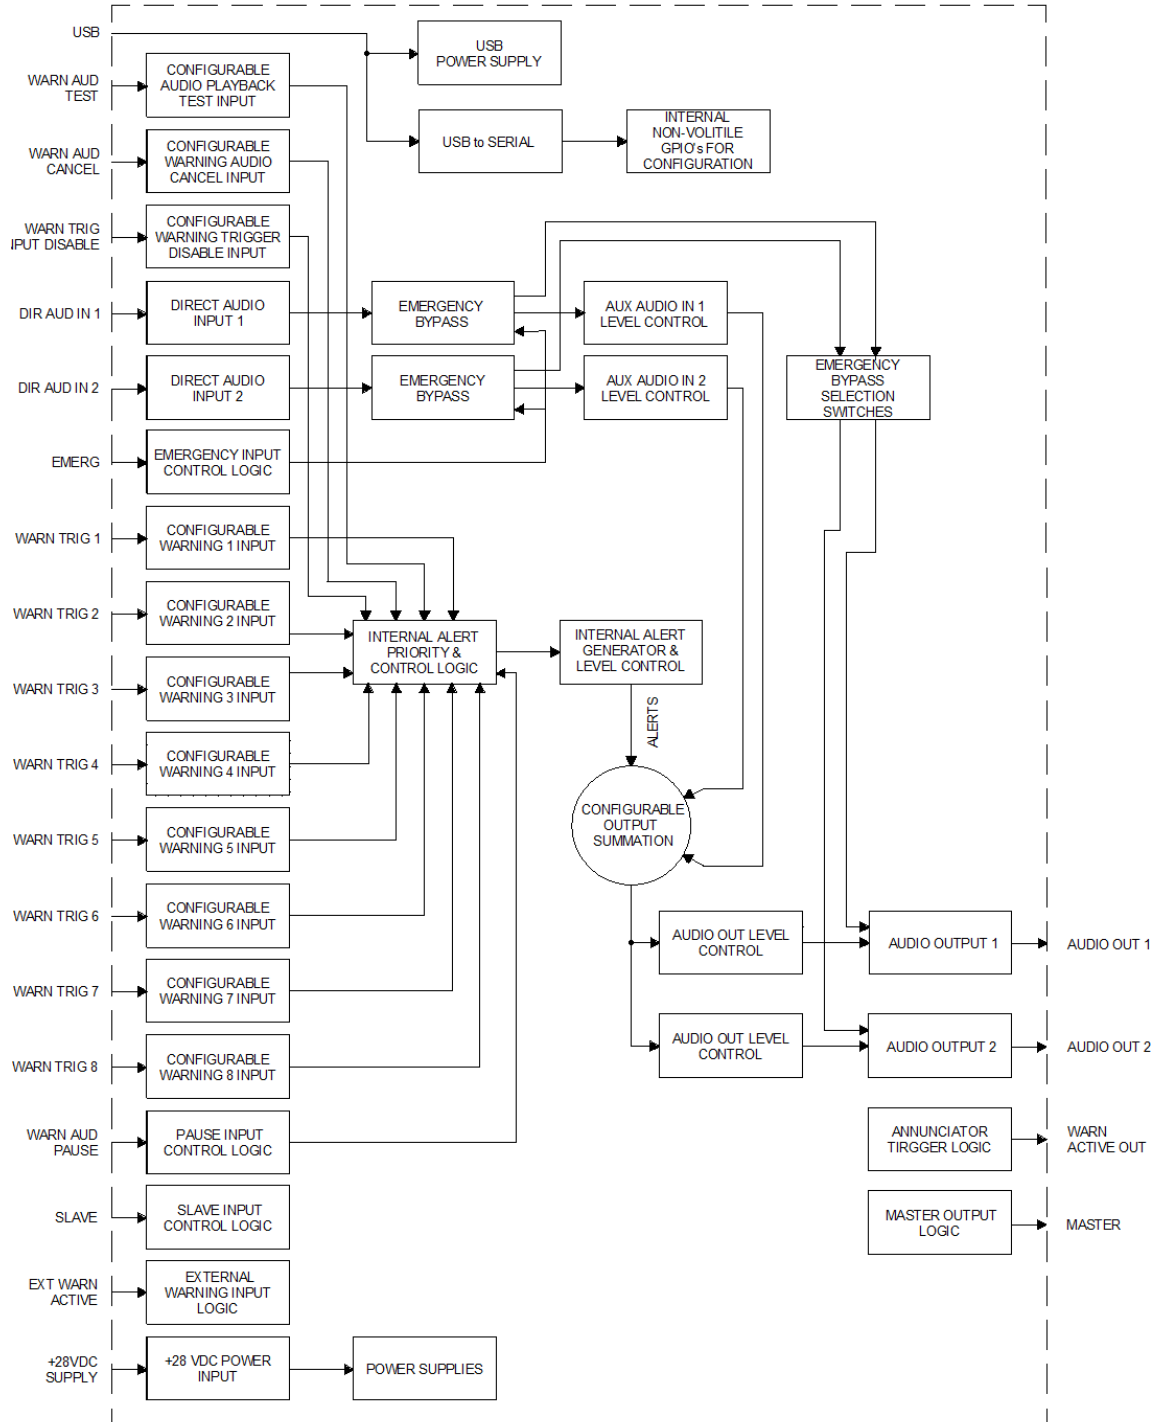 USB
USB
POWER SUPPLY
WARN AUD
TEST
CONFIGURABLE
AUDIO PLAYBACK
TEST INPUT
USB to SERIAL
INTERNAL
NON-VOLITILE
GPIO's FOR
CONFIGURATION
WARN AUD
CANCEL
CONFIGURABLE
WARNING AUDIO
CANCEL INPUT
WARN TRIG
IPUT DISABLE
CONFIGURABLE
WARNING TRIGGER
DISABLE INPUT
DIR AUD IN 1
DIRECT AUDIO
INPUT 1
EMERGENCY
BYPASS
AUX AUDIO IN 1
LEVEL CONTROL
DIR AUD IN 2
DIRECT AUDIO
INPUT 2
EMERGENCY
BYPASS
AUX AUDIO IN 2
LEVEL CONTROL
EMERGENCY
BYPASS
SELECTION
SWITCHES
EMERG
EMERGENCY INPUT
CONTROL LOGIC
WARN TRIG 1
CONFIGURABLE
WARNING 1 INPUT
WARN TRIG 2
CONFIGURABLE
WARNING 2 INPUT
INTERNAL ALERT
PRIORITY &
CONTROL LOGIC
INTERNAL ALERT
GENERATOR &
LEVEL CONTROL
WARN TRIG 3
CONFIGURABLE
WARNING 3 INPUT
ALERTS
WARN TRIG 4
CONFIGURABLE
WARNING 4 INPUT
CONFIGURABLE
OUTPUT
SUMMATION
WARN TRIG 5
CONFIGURABLE
WARNING 5 INPUT
WARN TRIG 6
CONFIGURABLE
WARNING 6 INPUT
AUDIO OUT LEVEL
CONTROL
AUDIO OUTPUT 1
AUDIO OUT 1
WARN TRIG 7
CONFIGURABLE
WARNING 7 INPUT
WARN TRIG 8
CONFIGURABLE
WARNING 8 INPUT
AUDIO OUT LEVEL
CONTROL
AUDIO OUTPUT 2
AUDIO OUT 2
WARN AUD
PAUSE
PAUSE INPUT
CONTROL LOGIC
ANNUNCIATOR
TIRGGER LOGIC
WARN
ACTIVE OUT
SLAVE
SLAVE INPUT
CONTROL LOGIC
MASTER OUTPUT
LOGIC
MASTER
EXT WARN
ACTIVE
EXTERNAL
WARNING INPUT
LOGIC
+28VDC
SUPPLY
+28 VDC POWER
INPUT
POWER SUPPLIES